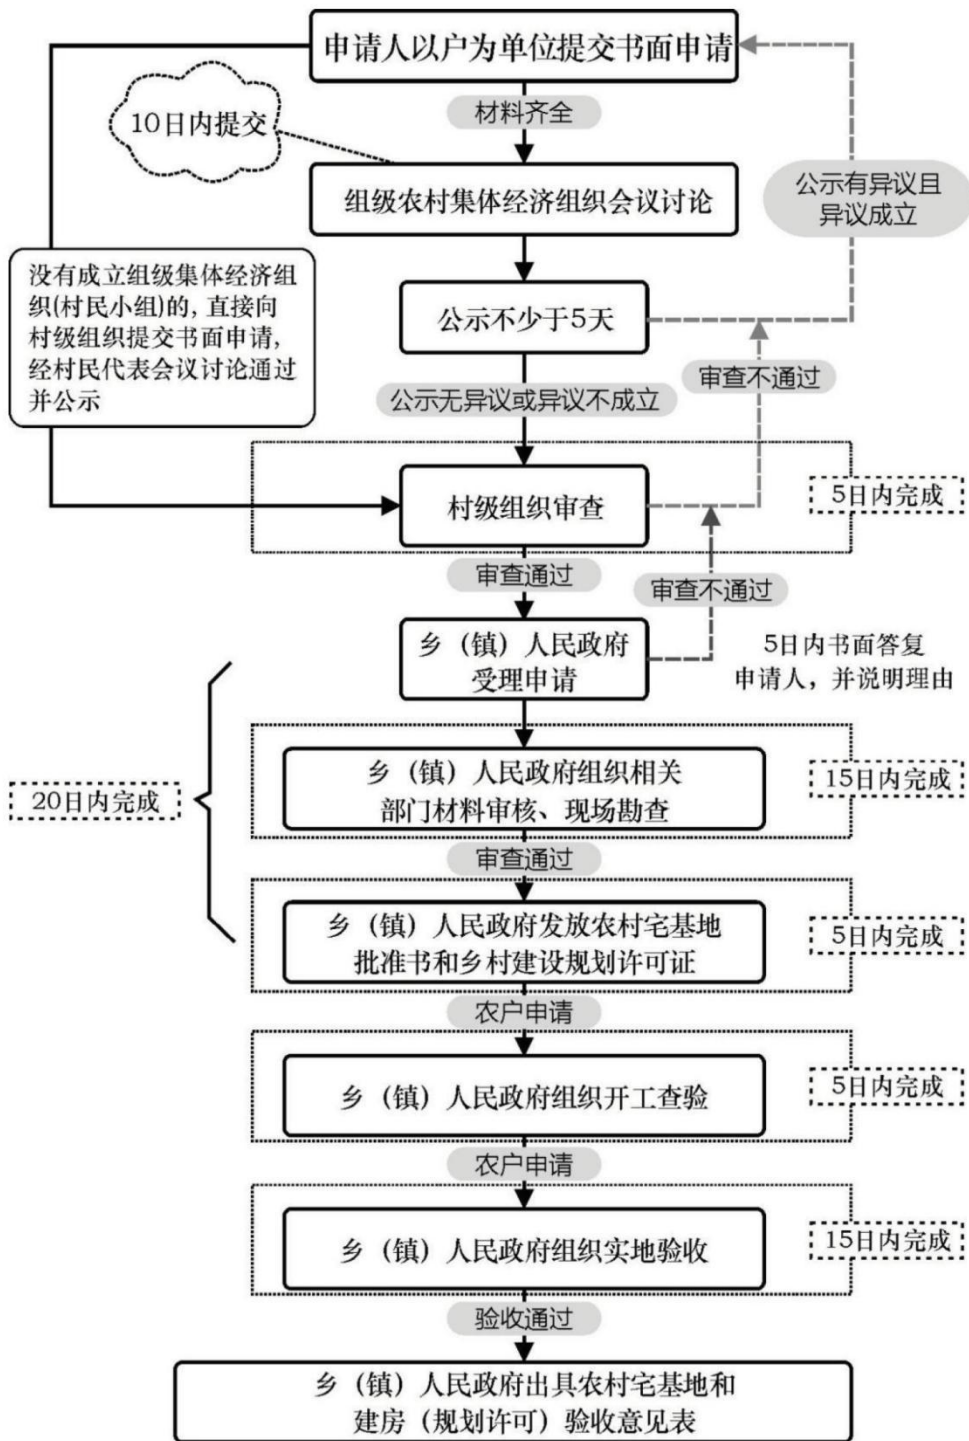 申请人以户为单位提交书面申请
材料齐全
10日内提交
组级农村集体经济组织会议讨论
公示有异议且
异议成立
没有成立组级集体经济组
织(村民小组)的, 直接向
村级组织提交书面申请,
经村民代表会议讨论通过
并公示
公示不少于5天
审查不通过
公示无异议或异议不成立
村级组织审查
5日内完成
审查通过
审查不通过
乡（镇）人民政府
受理申请
5日内书面答复
申请人，并说明理由
20日内完成
乡（镇）人民政府组织相关
部门材料审核、现场勘查
15日内完成
审查通过
乡（镇）人民政府发放农村宅基地
批准书和乡村建设规划许可证
5日内完成
农户申请
乡（镇）人民政府组织开工查验
5日内完成
农户申请
乡（镇）人民政府组织实地验收
15日内完成
验收通过
乡（镇）人民政府出具农村宅基地和
建房（规划许可）验收意见表